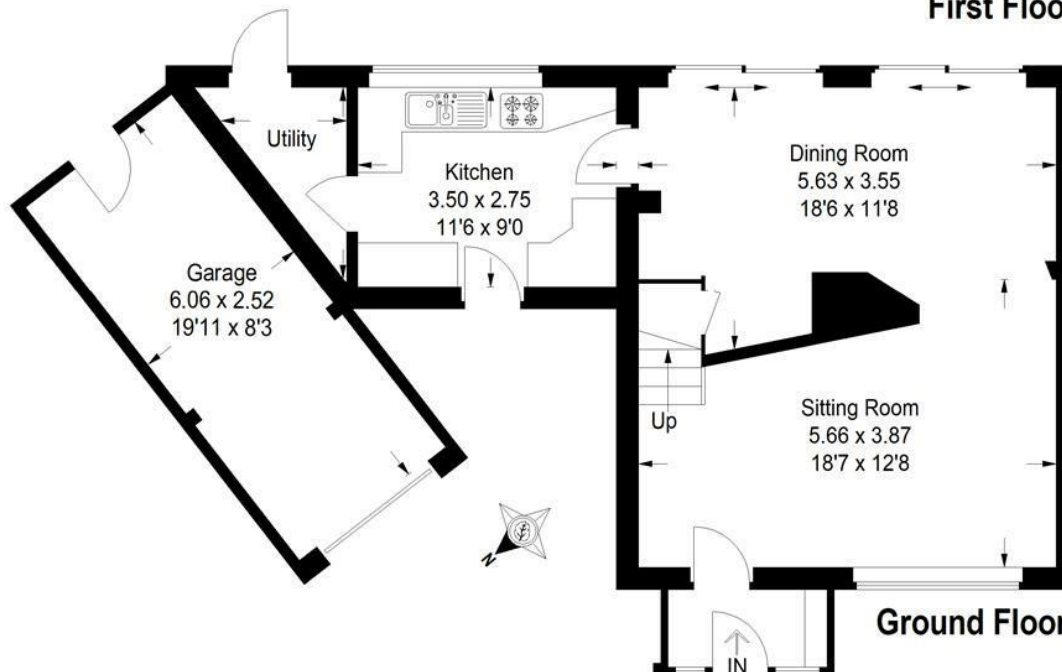 First Floo
Utility
Kitchen
3.50 x 2.75
11'6 x 9'0
Dining Room
5.63 x 3.55
18'6 x 11'8
Garage
6.06 x 2.52
19'11 x 8'3
Up
Sitting Room
5.66 x 3.87
18'7 x 12'8
N
Ground Floor
IN